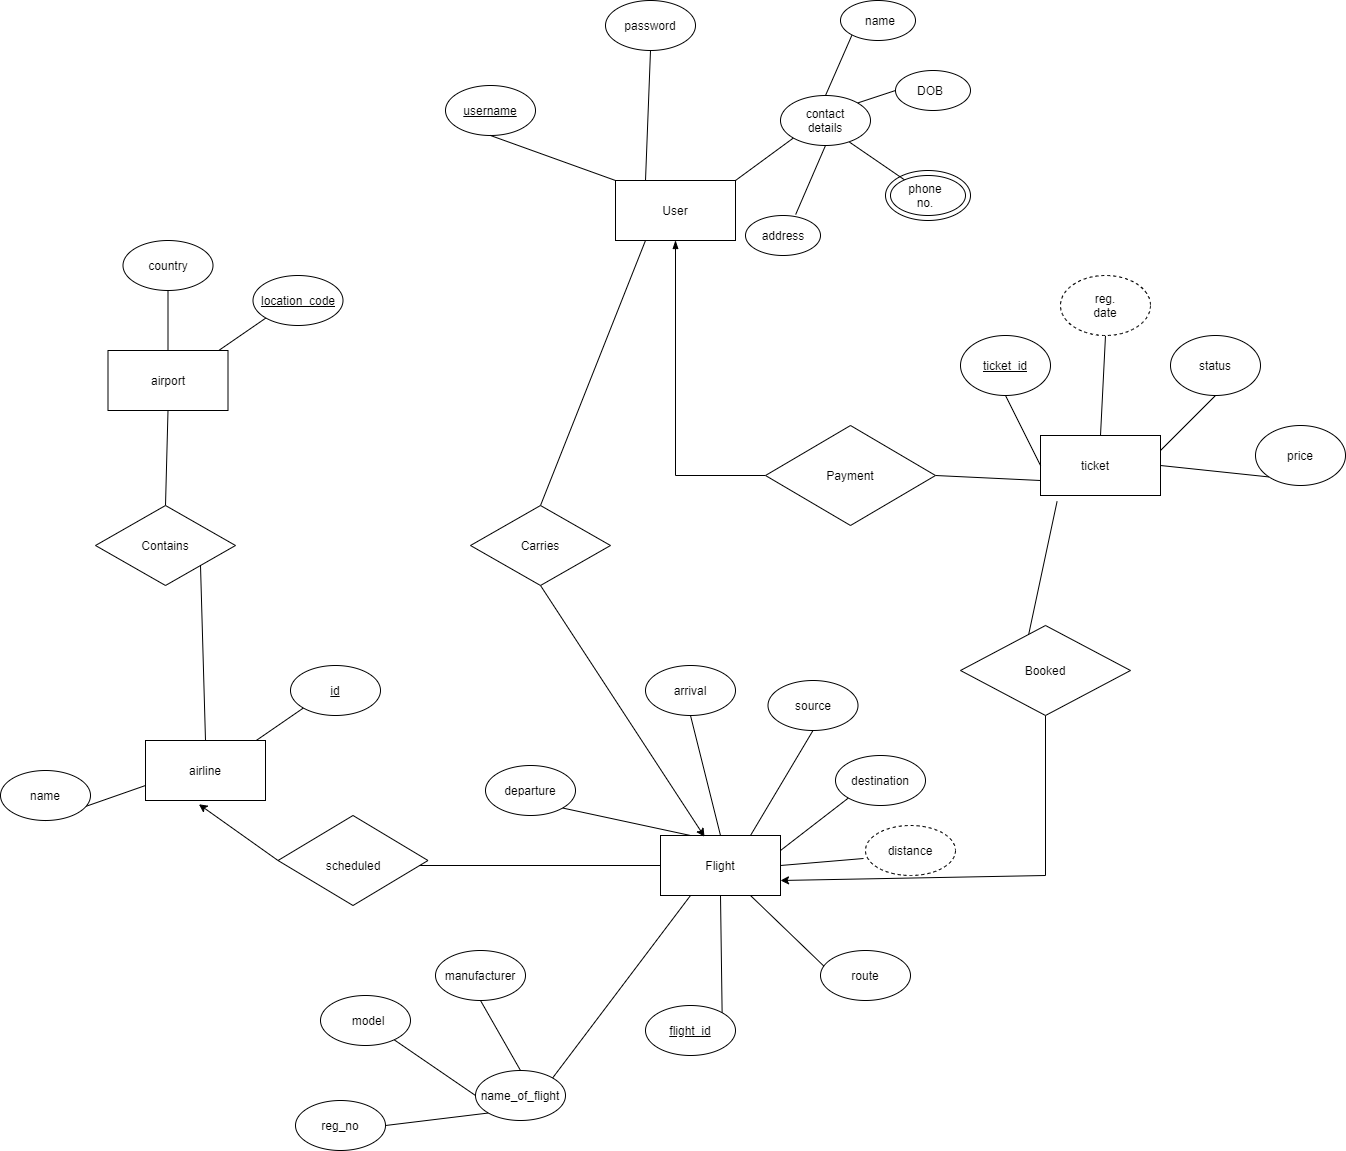 name
password
DOB
username
contact
details
phone
no.
User
address
country
location_code
reg.
date
ticket_id
status
airport
price
ticket
Payment
Contains
Carries
Booked
id
arrival
source
airline
departure
destination
name
distance
scheduled
Flight
manufacturer
route
model
flight_id
name_of_flight
reg_no